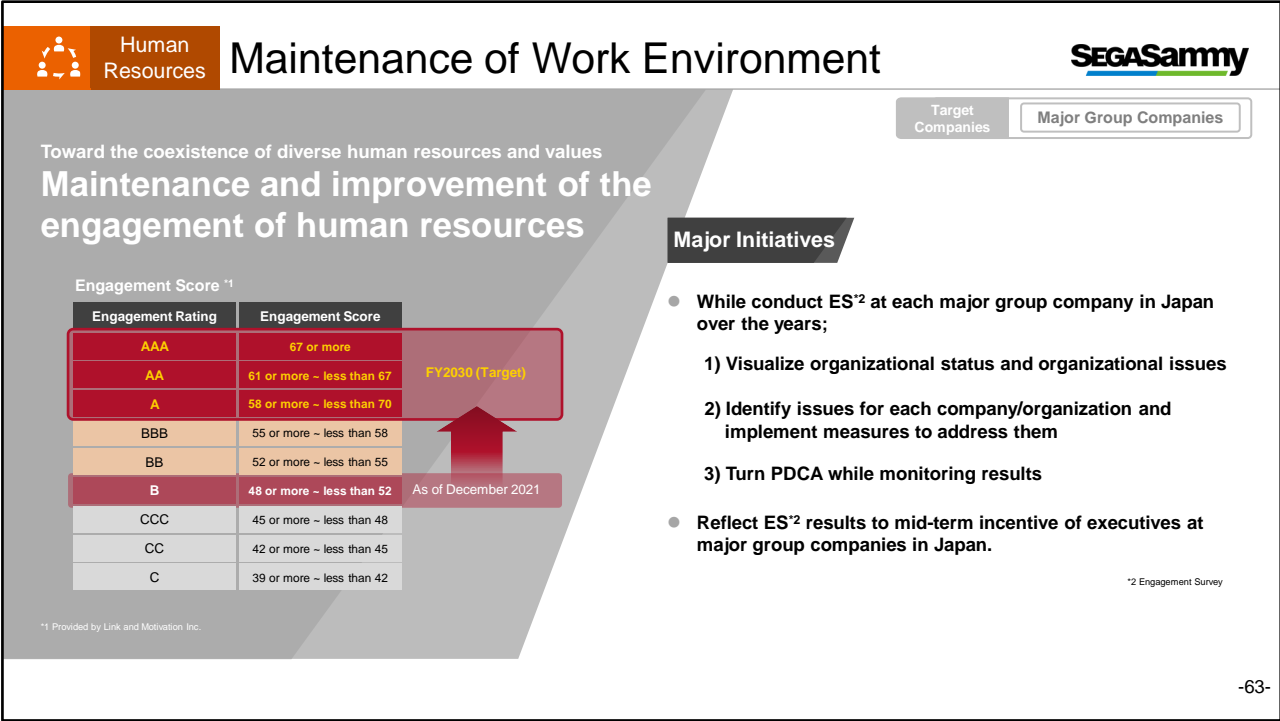 Human
Resources
Maintenance of Work Environment
SEGASammy
Target
Companies
Major Group Companies
Toward the coexistence of diverse human resources and values
Maintenance and improvement of the
engagement of human resources
Engagement Score *1
Engagement Rating Engagement Score
AAA 67 or more
AA 61 or more ~ less than 67
A 58 or more ~ less than 70
BBB 55 or more ~ less than 58
BB 52 or more ~ less than 55
B 48 or more ~ less than 52
CCC 45 or more ~ less than 48
CC 42 or more ~ less than 45
C 39 or more ~ less than 42
FY2030 (Target)
As of December 2021
*1 Provided by Link and Motivation Inc.
Major Initiatives
● While conduct ES*2 at each major group company in Japan
over the years;
1) Visualize organizational status and organizational issues
2) Identify issues for each company/organization and
implement measures to address them
3) Turn PDCA while monitoring results
● Reflect ES*2 results to mid-term incentive of executives at
major group companies in Japan.
*2 Engagement Survey
-63-